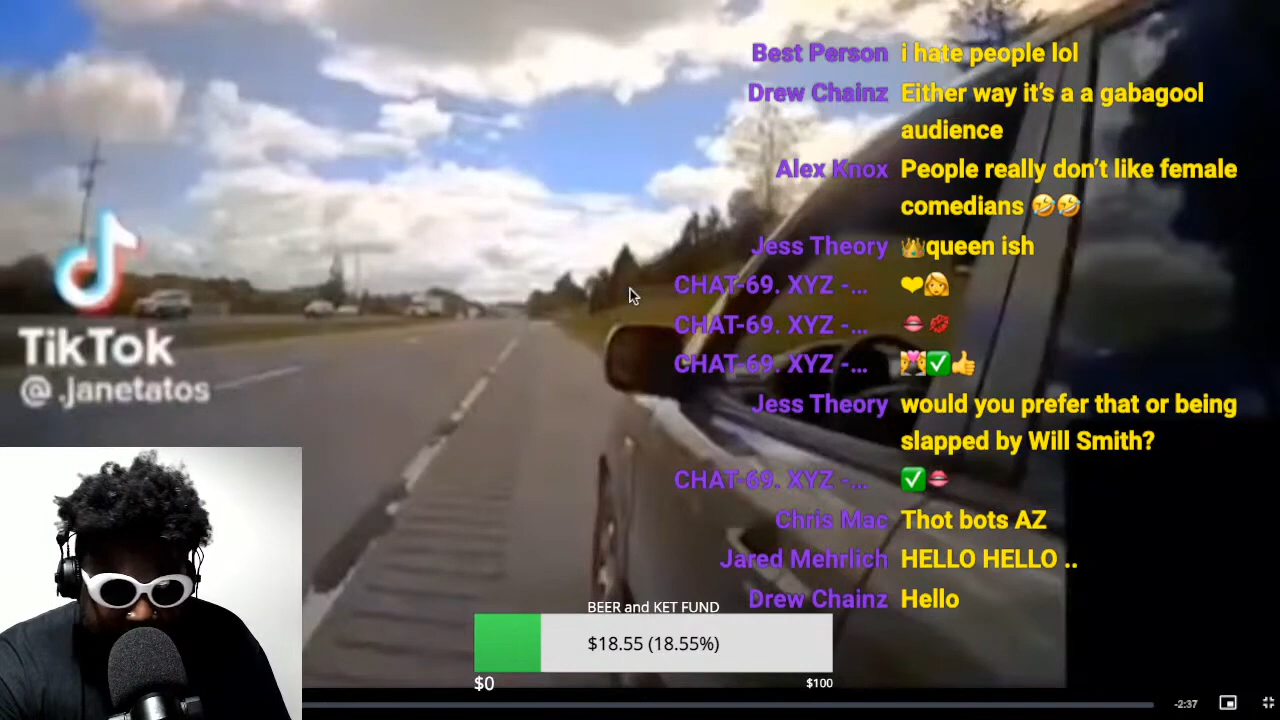 Best Person i hate people lol
Drew Chainz Either way it’s a a gabagool
audience
Alex Knox People really don’t like female
comedians 🤣🤣
Jess Theory 👑queen ish
CHAT-69. XYZ -... ❤👩
CHAT-69. XYZ -... 👄💋
CHAT-69. XYZ -... 👩‍❤️‍💋‍👨✅👍
Jess Theory would you prefer that or being
slapped by Will Smith?
CHAT-69. XYZ -... ✅👄
Chris Mac Thot bots AZ
Jared Mehrlich HELLO HELLO ..
Drew Chainz Hello
TikTok
@.janetatos
BEER and KET FUND
$18.55 (18.55%)
$0 $100
-2:37